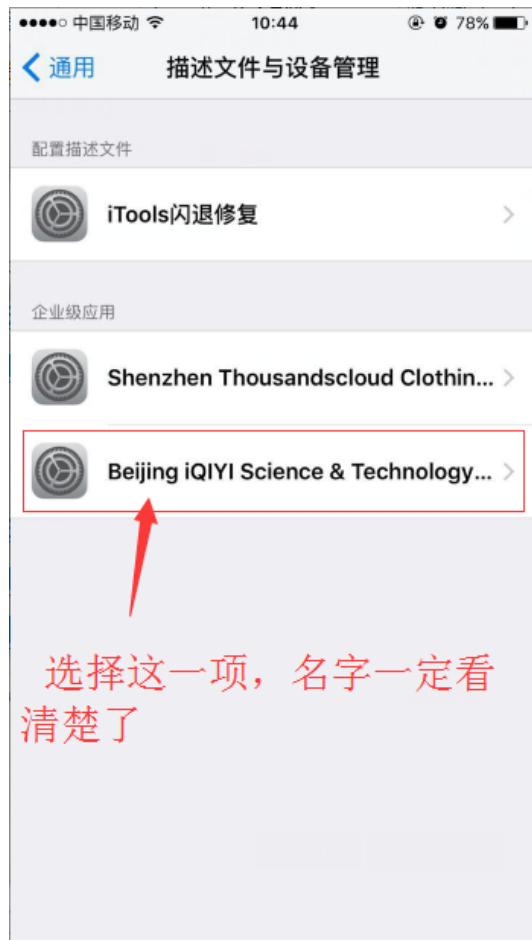 中国移动 10:44 78%
通用 描述文件与设备管理
配置描述文件
iTools闪退修复
企业级应用
Shenzhen Thousandscloud Clothin...
Beijing iQIYI Science & Technology...
选择这一项，名字一定看
清楚了